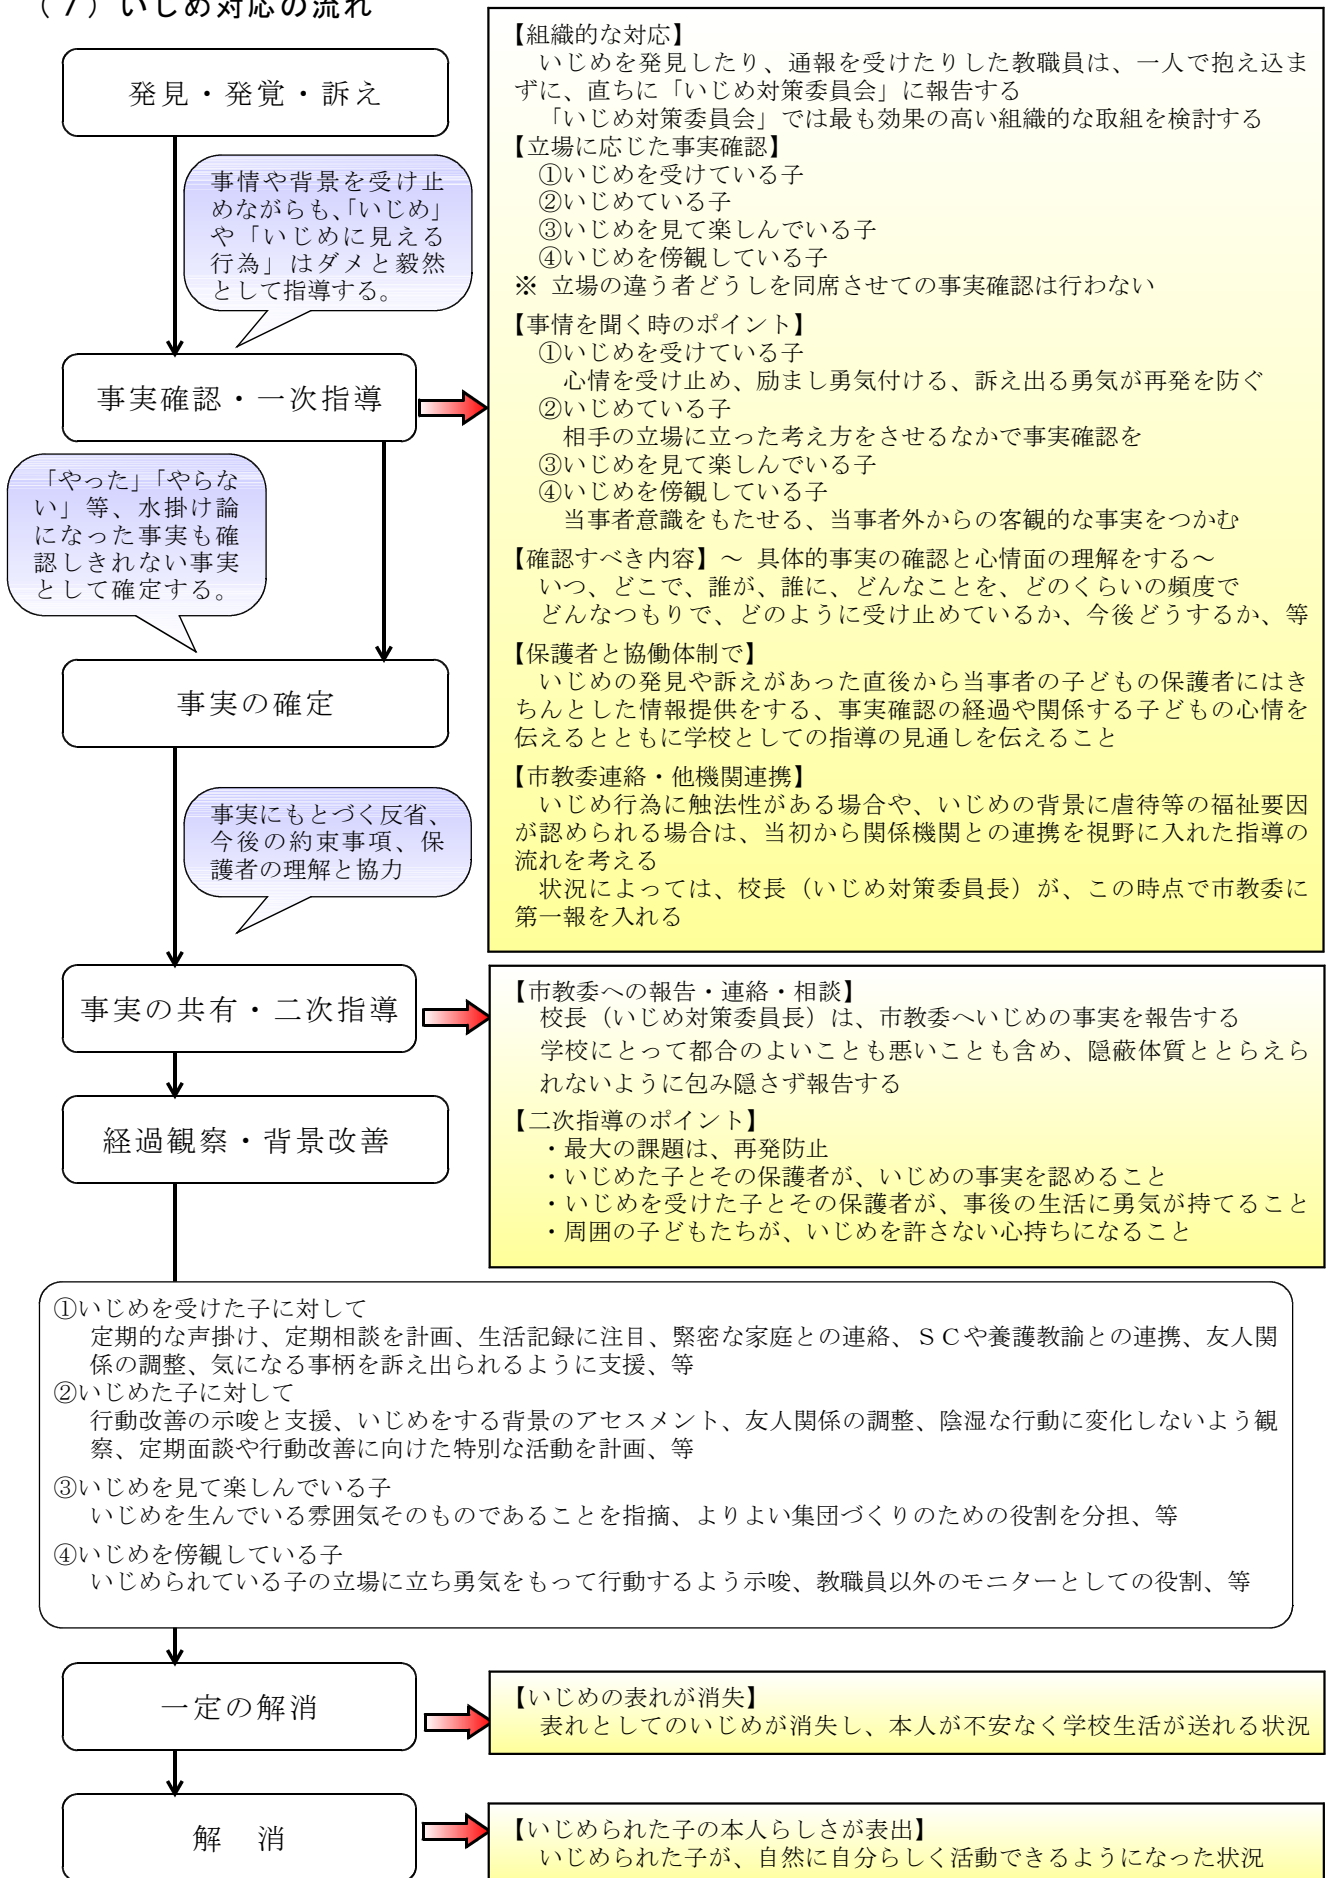 （７）いじめ対応の流れ
発見・発覚・訴え
事情や背景を受け止
めながらも、「いじめ」
や「いじめに見える
行為」はダメと毅然
として指導する。
事実確認・一次指導
「やった」「やらな
い」等、水掛け論
になった事実も確
認しきれない事実
として確定する。
事実の確定
事実にもとづく反省、
今後の約束事項、保
護者の理解と協力
【組織的な対応】
いじめを発見したり、通報を受けたりした教職員は、一人で抱え込ま
ずに、直ちに「いじめ対策委員会」に報告する
「いじめ対策委員会」では最も効果の高い組織的な取組を検討する
【立場に応じた事実確認】
①いじめを受けている子
②いじめている子
③いじめを見て楽しんでいる子
④いじめを傍観している子
※ 立場の違う者どうしを同席させての事実確認は行わない
【事情を聞く時のポイント】
①いじめを受けている子
心情を受け止め、励まし勇気付ける、訴え出る勇気が再発を防ぐ
②いじめている子
相手の立場に立った考え方をさせるなかで事実確認を
③いじめを見て楽しんでいる子
④いじめを傍観している子
当事者意識をもたせる、当事者外からの客観的な事実をつかむ
【確認すべき内容】～ 具体的事実の確認と心情面の理解をする～
いつ、どこで、誰が、誰に、どんなことを、どのくらいの頻度で
どんなつもりで、どのように受け止めているか、今後どうするか、等
【保護者と協働体制で】
いじめの発見や訴えがあった直後から当事者の子どもの保護者にはき
ちんとした情報提供をする、事実確認の経過や関係する子どもの心情を
伝えるとともに学校としての指導の見通しを伝えること
【市教委連絡・他機関連携】
いじめ行為に触法性がある場合や、いじめの背景に虐待等の福祉要因
が認められる場合は、当初から関係機関との連携を視野に入れた指導の
流れを考える
状況によっては、校長（いじめ対策委員長）が、この時点で市教委に
第一報を入れる
事実の共有・二次指導
経過観察・背景改善
【市教委への報告・連絡・相談】
校長（いじめ対策委員長）は、市教委へいじめの事実を報告する
学校にとって都合のよいことも悪いことも含め、隠蔽体質ととらえら
れないように包み隠さず報告する
【二次指導のポイント】
・最大の課題は、再発防止
・いじめた子とその保護者が、いじめの事実を認めること
・いじめを受けた子とその保護者が、事後の生活に勇気が持てること
・周囲の子どもたちが、いじめを許さない心持ちになること
①いじめを受けた子に対して
定期的な声掛け、定期相談を計画、生活記録に注目、緊密な家庭との連絡、ＳＣや養護教諭との連携、友人関
係の調整、気になる事柄を訴え出られるように支援、等
②いじめた子に対して
行動改善の示唆と支援、いじめをする背景のアセスメント、友人関係の調整、陰湿な行動に変化しないよう観
察、定期面談や行動改善に向けた特別な活動を計画、等
③いじめを見て楽しんでいる子
いじめを生んでいる雰囲気そのものであることを指摘、よりよい集団づくりのための役割を分担、等
④いじめを傍観している子
いじめられている子の立場に立ち勇気をもって行動するよう示唆、教職員以外のモニターとしての役割、等
一定の解消
【いじめの表れが消失】
表れとしてのいじめが消失し、本人が不安なく学校生活が送れる状況
解　消
【いじめられた子の本人らしさが表出】
いじめられた子が、自然に自分らしく活動できるようになった状況